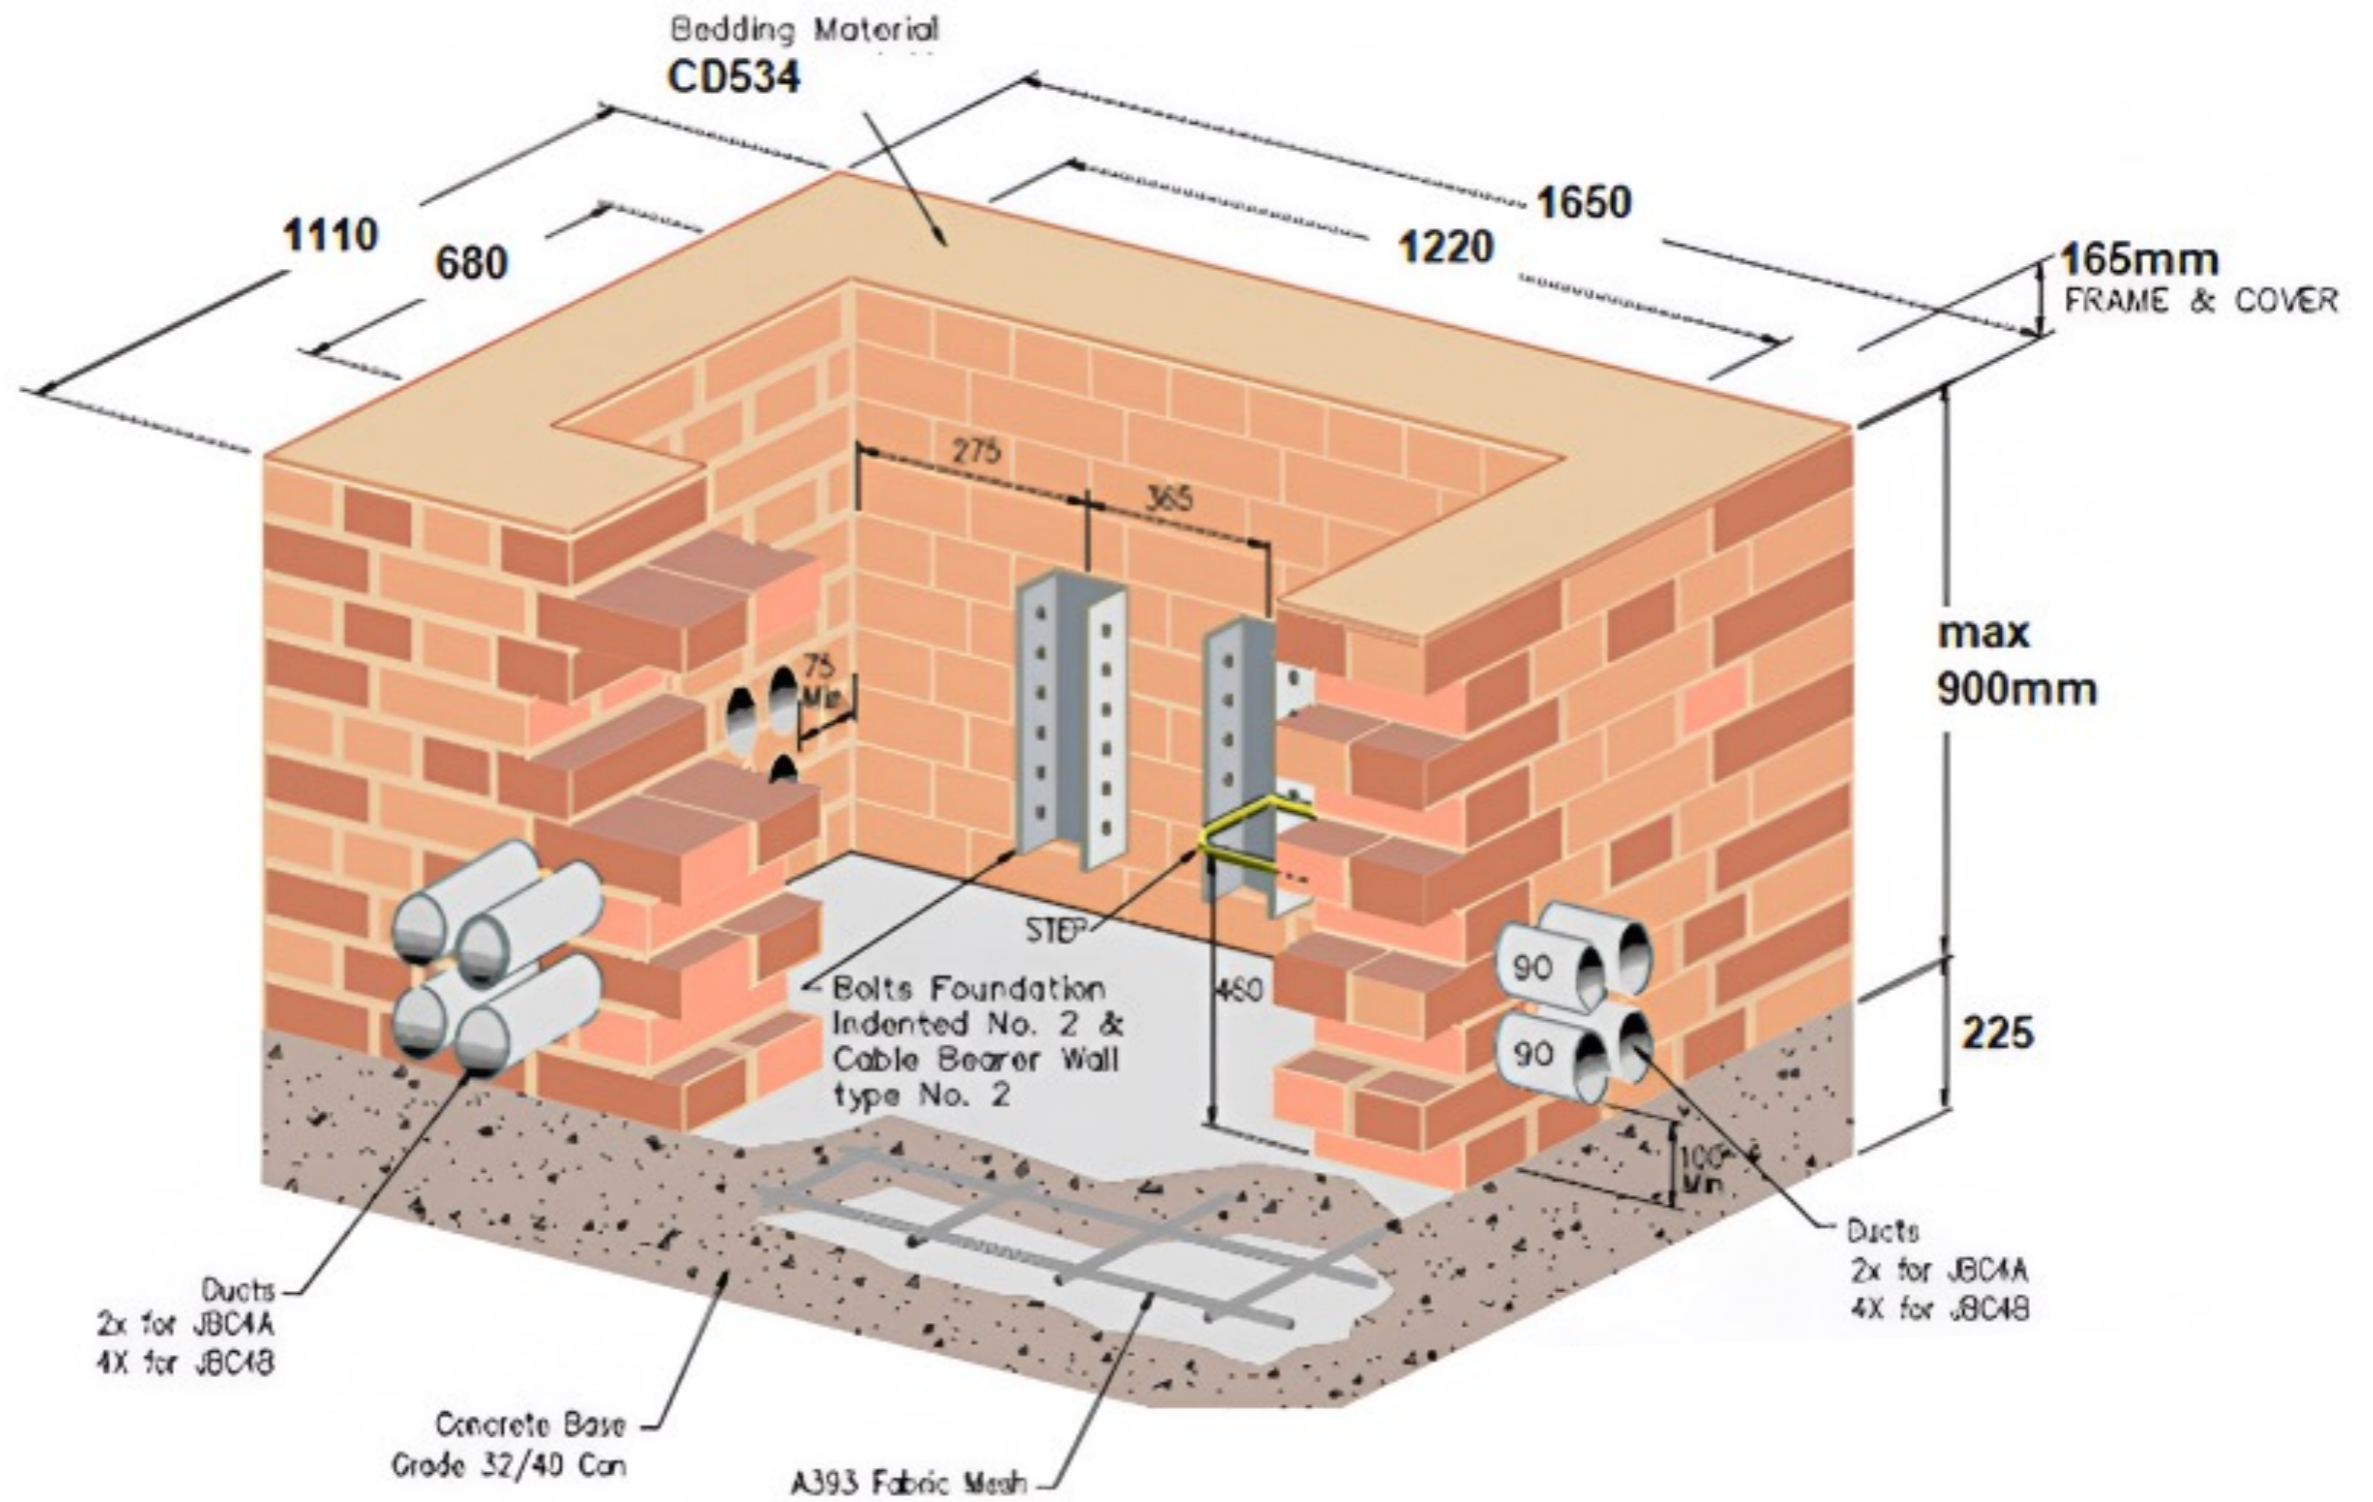 Bedding Material
CD534
1110
680
1650
1220
165mm
FRAME & COVER
275
365
max
900mm
75
Min
STEP
Bolts Foundation
Indented No. 2 &
Cable Bearer Wall
type No. 2
460
90
90
225
100
Min
Ducts
2x for JBC4A
4X for JBC4B
Ducts
2x for JBC4A
4X for JBC4B
Concrete Base
Grade 32/40 Con
A393 Fabric Mesh